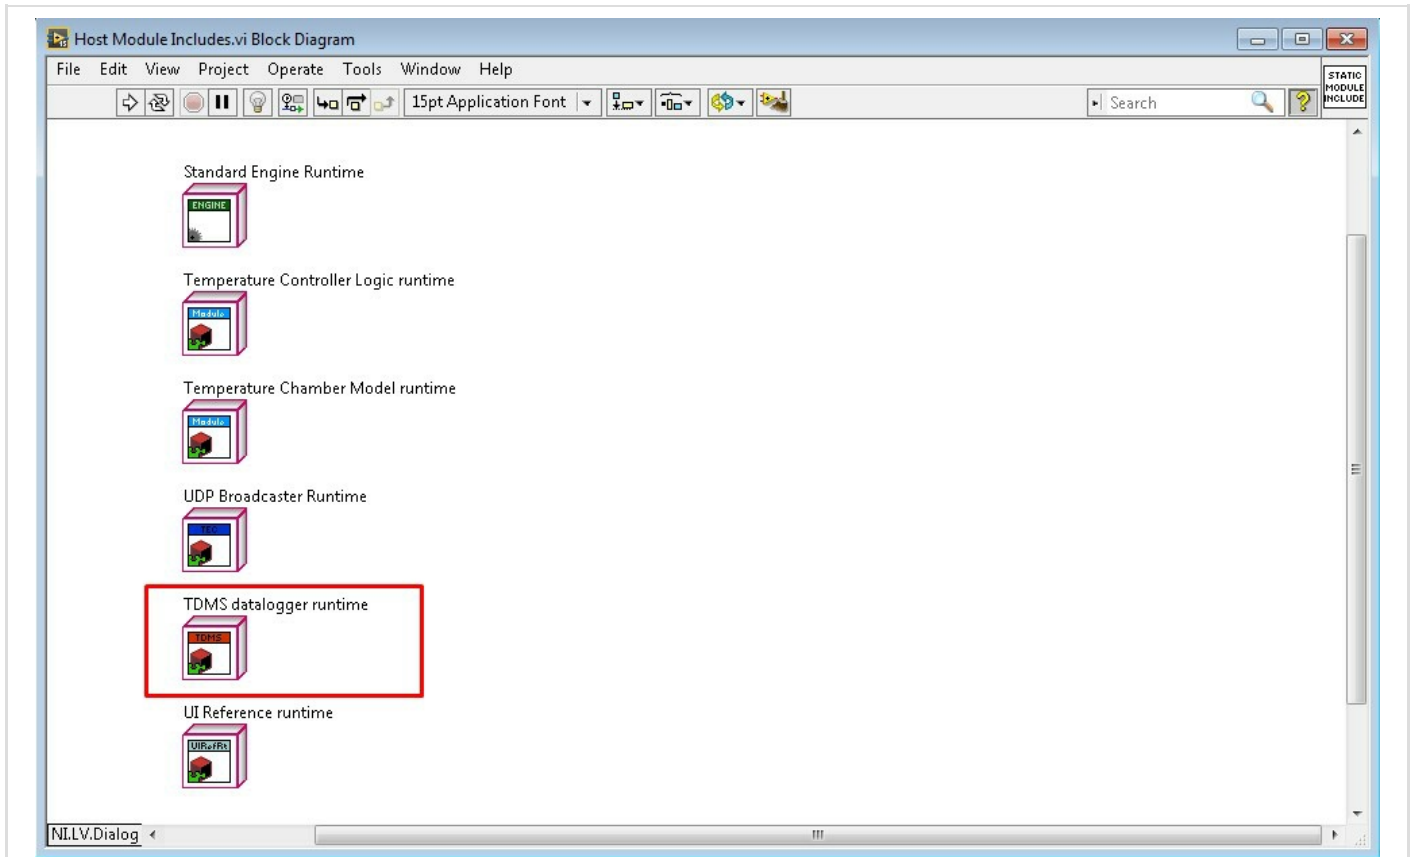 Host Module Includes.vi Block Diagram
File Edit View Project Operate Tools Window Help
15pt Application Font
Search
STATIC
MODULE
INCLUDE
Standard Engine Runtime
ENGINE
Temperature Controller Logic runtime
Module
Temperature Chamber Model runtime
Module
UDP Broadcaster Runtime
TEC
TDMS datalogger runtime
TDMS
UI Reference runtime
UIRefRt
NI.LV.Dialog